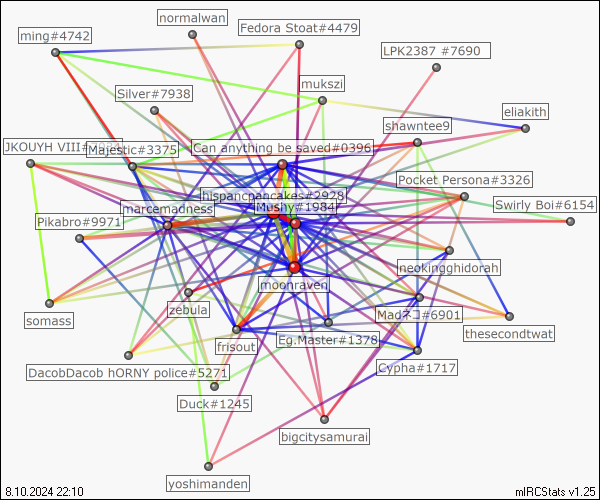 normalwan
Fedora Stoat#4479
ming#4742
LPK2387 #7690
Silver#7938
mukszi
eliakith
shawntee9
JKOUYH VIII
Majestic#3375
Can anything be saved#0396
Pocket Persona#3326
hispancpancakes#2928
Swirly Boi#6154
marcemadness
Mushy#1984
Pikabro#9971
neokingghidorah
moonraven
zebula
somass
Madネコ#6901
thesecondtwat
frisout
Eg.Master#1378
Cypha#1717
DacobDacob hORNY police#5271
Duck#1245
bigcitysamurai
yoshimanden
8.10.2024 22:10
mIRCStats v1.25